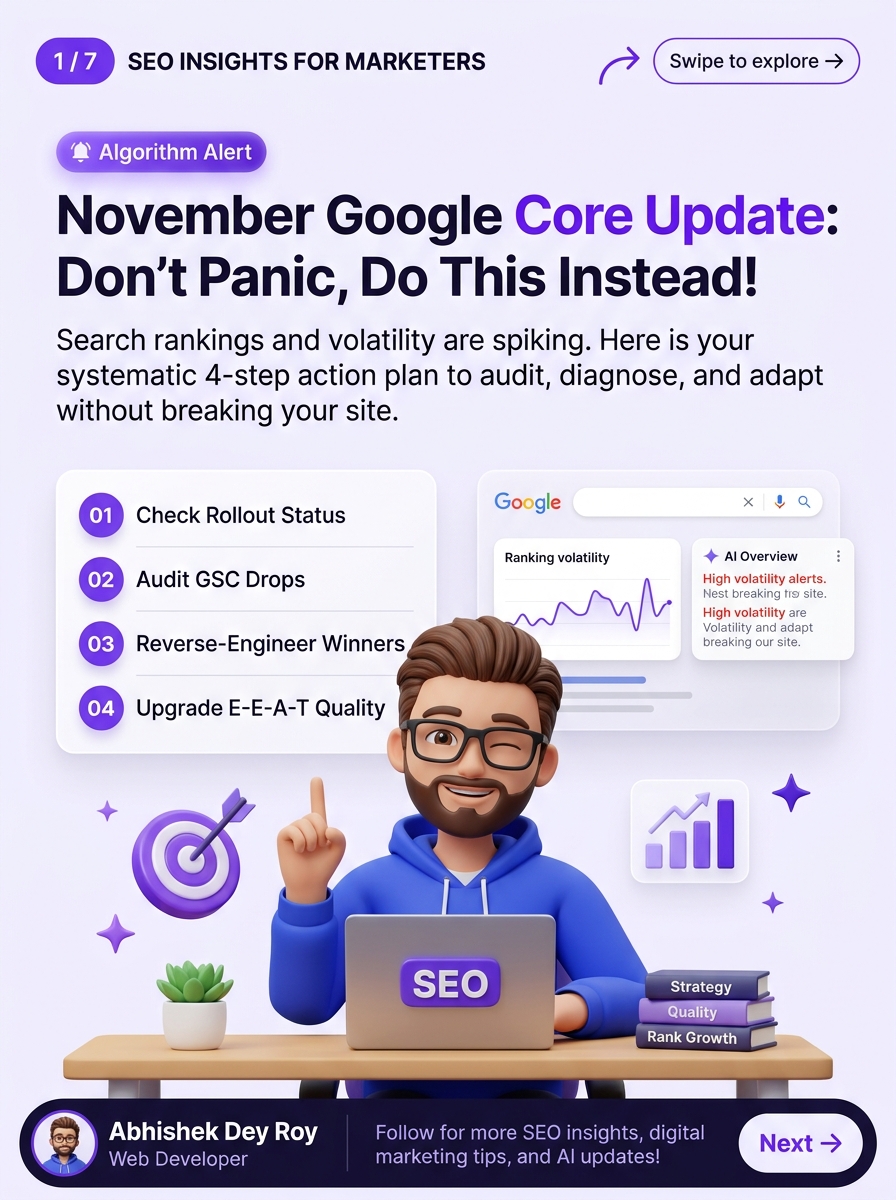 1 / 7
SEO INSIGHTS FOR MARKETERS
Swipe to explore →
Algorithm Alert
November Google Core Update:
Don't Panic, Do This Instead!
Search rankings and volatility are spiking. Here is your
systematic 4-step action plan to audit, diagnose, and adapt
without breaking your site.
01 Check Rollout Status
02 Audit GSC Drops
03 Reverse-Engineer Winners
04 Upgrade E-E-A-T Quality
Google
Ranking volatility
AI Overview
High volatility alerts.
Nest breaking site.
High volatility are
Volatility and adapt
breaking our site.
SEO
Strategy
Quality
Rank Growth
Abhishek Dey Roy
Web Developer
Follow for more SEO insights, digital
marketing tips, and AI updates!
Next →